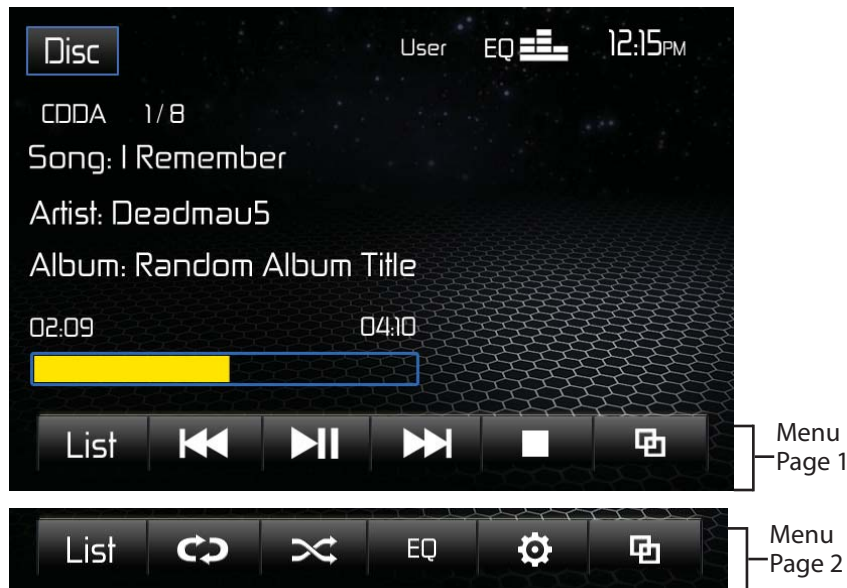 Disc User EQ 12:15PM
CDDA 1/8
Song: I Remember
Artist: Deadmau5
Album: Random Album Title
02:09 04:10
List
Menu
Page 1
List EQ
Menu
Page 2